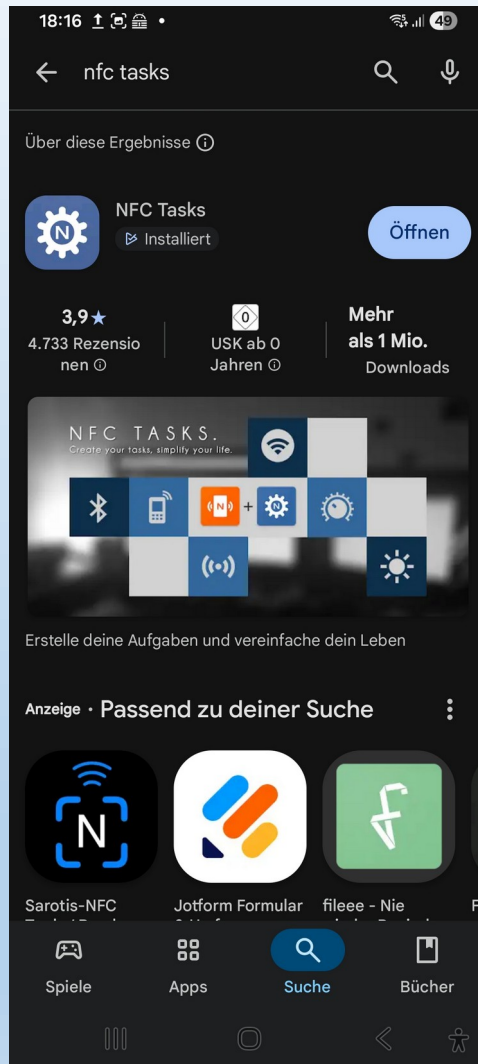 18:16 49
nfc tasks
Über diese Ergebnisse
NFC Tasks
N
Installiert
Öffnen
3,9★
4.733 Rezensio
nen
0
USK ab 0
Jahren
Mehr
als 1 Mio.
Downloads
NFC TASKS.
Create your tasks, simplify your life.
N + N
Erstelle deine Aufgaben und vereinfache dein Leben
Anzeige · Passend zu deiner Suche
N
f
Sarotis-NFC
Jotform Formular
fileee - Nie
Spiele
Apps
Suche
Bücher